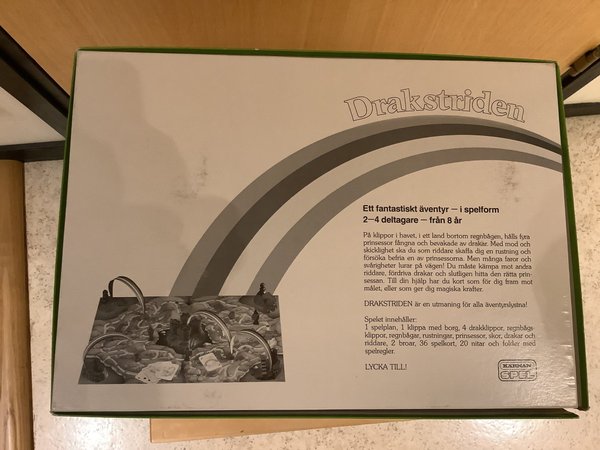 Drakstriden
Ett fantastiskt äventyr — i spelform
2—4 deltagare — från 8 år
På klippor i havet, i ett land bortom regnbågen, hålls fyra
prinsessor fångna och bevakade av drakar. Med mod och
skicklighet ska du som riddare skaffa dig en rustning och
försöka befria en av prinsessorna. Men många faror och
svårigheter lurar på vägen! Du måste kämpa mot andra
riddare, fördriva drakar och slutligen hitta den rätta prin-
sessan. Till din hjälp har du kort som för dig fram mot
målet, eller som ger dig magiska krafter.
DRAKSTRIDEN är en utmaning för alla äventyrslystna!
Spelet innehåller:
1 spelplan, 1 klippa med borg, 4 drakklippor, regnbågs-
klippor, regnbågar, rustningar, prinsessor, skor, drakar och
riddare, 2 broar, 36 spelkort, 20 nitar och folder med
spelregler.
LYCKA TILL!
KÄRNAN
SPEL